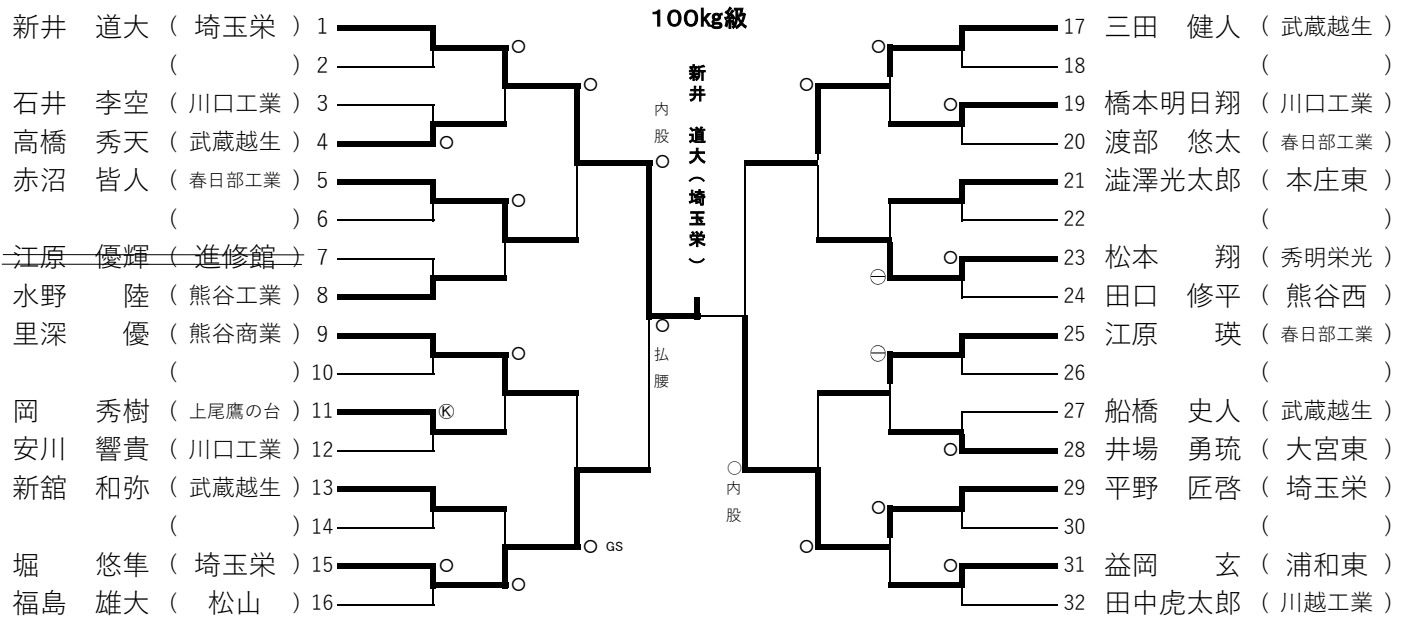 100kg級
新井 道大 ( 埼玉栄 ) 1
( ) 2
石井 李空 ( 川口工業 ) 3
高橋 秀天 ( 武蔵越生 ) 4
赤沼 皆人 ( 春日部工業 ) 5
( ) 6
江原 優輝 ( 進修館 ) 7
水野 陸 ( 熊谷工業 ) 8
里深 優 ( 熊谷商業 ) 9
( ) 10
岡 秀樹 ( 上尾鷹の台 ) 11
安川 響貴 ( 川口工業 ) 12
新舘 和弥 ( 武蔵越生 ) 13
( ) 14
堀 悠隼 ( 埼玉栄 ) 15
福島 雄大 ( 松山 ) 16
○
○
○
○
○
Ⓚ
○
○
○
○ GS
内股
○
○
払腰
新井 道大(埼玉栄)
○
内股
○
○
○
○
⊖
⊖
○
○
○
○
17 三田 健人 ( 武蔵越生 )
18 ( )
19 橋本明日翔 ( 川口工業 )
20 渡部 悠太 ( 春日部工業 )
21 澁澤光太郎 ( 本庄東 )
22 ( )
23 松本 翔 ( 秀明栄光 )
24 田口 修平 ( 熊谷西 )
25 江原 瑛 ( 春日部工業 )
26 ( )
27 船橋 史人 ( 武蔵越生 )
28 井場 勇琉 ( 大宮東 )
29 平野 匠啓 ( 埼玉栄 )
30 ( )
31 益岡 玄 ( 浦和東 )
32 田中虎太郎 ( 川越工業 )